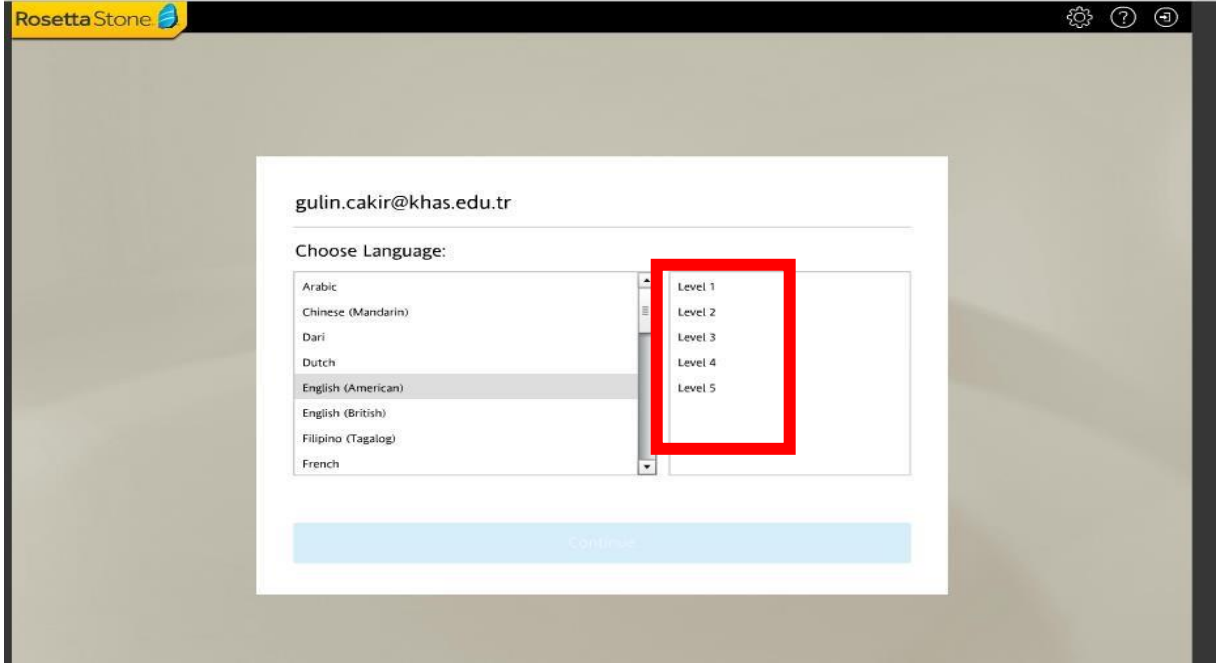 Rosetta Stone
gulin.cakir@khas.edu.tr
Choose Language:
Arabic
Chinese (Mandarin)
Dari
Dutch
English (American)
English (British)
Filipino (Tagalog)
French
Level 1
Level 2
Level 3
Level 4
Level 5
Continue